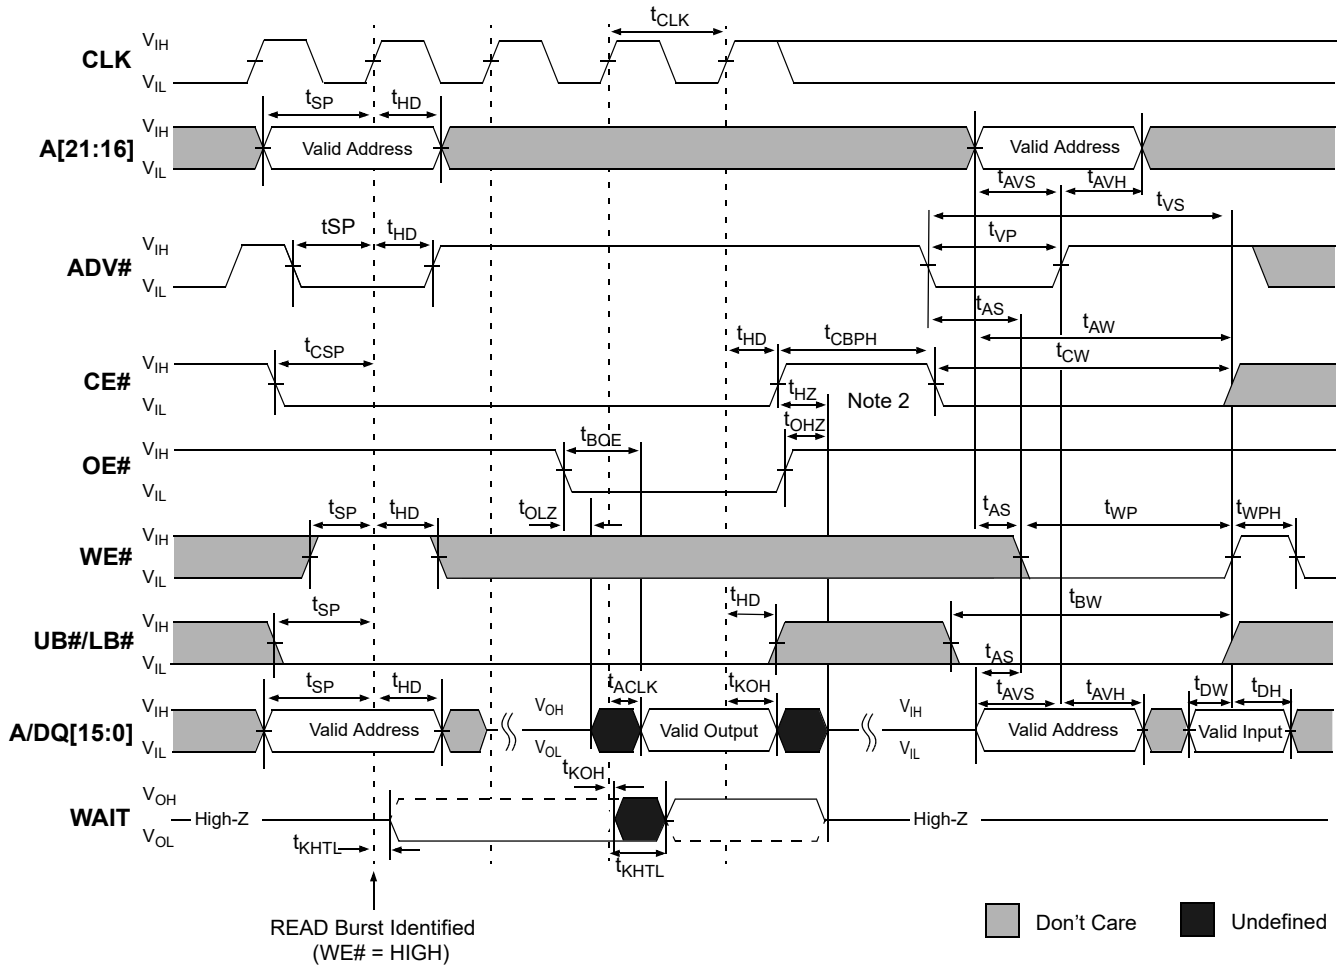 tCLK
CLK
VIH
VIL
tSP
tHD
A[21:16]
VIH
VIL
Valid Address
Valid Address
tAVS
tAVH
tVS
tSP
tHD
tVP
ADV#
VIH
VIL
tAS
tAW
tHD
tCBPH
tCSP
tCW
CE#
VIH
VIL
tHZ
Note 2
tOHZ
tBOE
OE#
VIH
VIL
tOLZ
tSP
tHD
tAS
tWP
tWPH
WE#
VIH
VIL
tSP
tHD
tBW
UB#/LB#
VIH
VIL
tAS
tSP
tHD
tACLK
tKOH
tAVS
tAVH
tDW
tDH
A/DQ[15:0]
VIH
VIL
Valid Address
VOH
VOL
Valid Output
VIH
VIL
Valid Address
Valid Input
tKOH
WAIT
VOH
VOL
High-Z
High-Z
tKHTL
tKHTL
READ Burst Identified
(WE# = HIGH)
Don't Care
Undefined